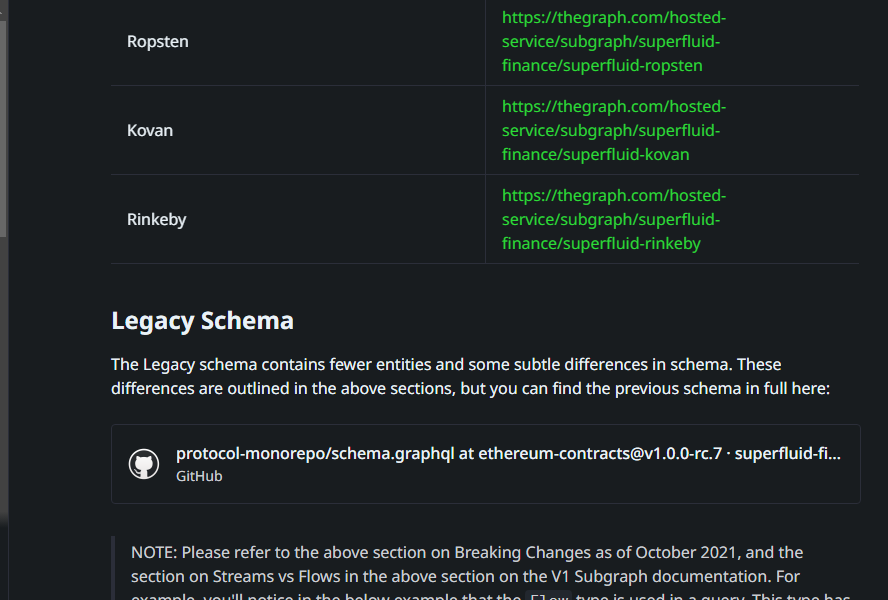 Ropsten
https://thegraph.com/hosted-
service/subgraph/superfluid-
finance/superfluid-ropsten
Kovan
https://thegraph.com/hosted-
service/subgraph/superfluid-
finance/superfluid-kovan
Rinkeby
https://thegraph.com/hosted-
service/subgraph/superfluid-
finance/superfluid-rinkeby
Legacy Schema
The Legacy schema contains fewer entities and some subtle differences in schema. These
differences are outlined in the above sections, but you can find the previous schema in full here:
protocol-monorepo/schema.graphql at ethereum-contracts@v1.0.0-rc.7 · superfluid-fi...
GitHub
NOTE: Please refer to the above section on Breaking Changes as of October 2021, and the
section on Streams vs Flows in the above section on the V1 Subgraph documentation. For
example, you'll notice in the below example that the Flow type is used in a query. This type has